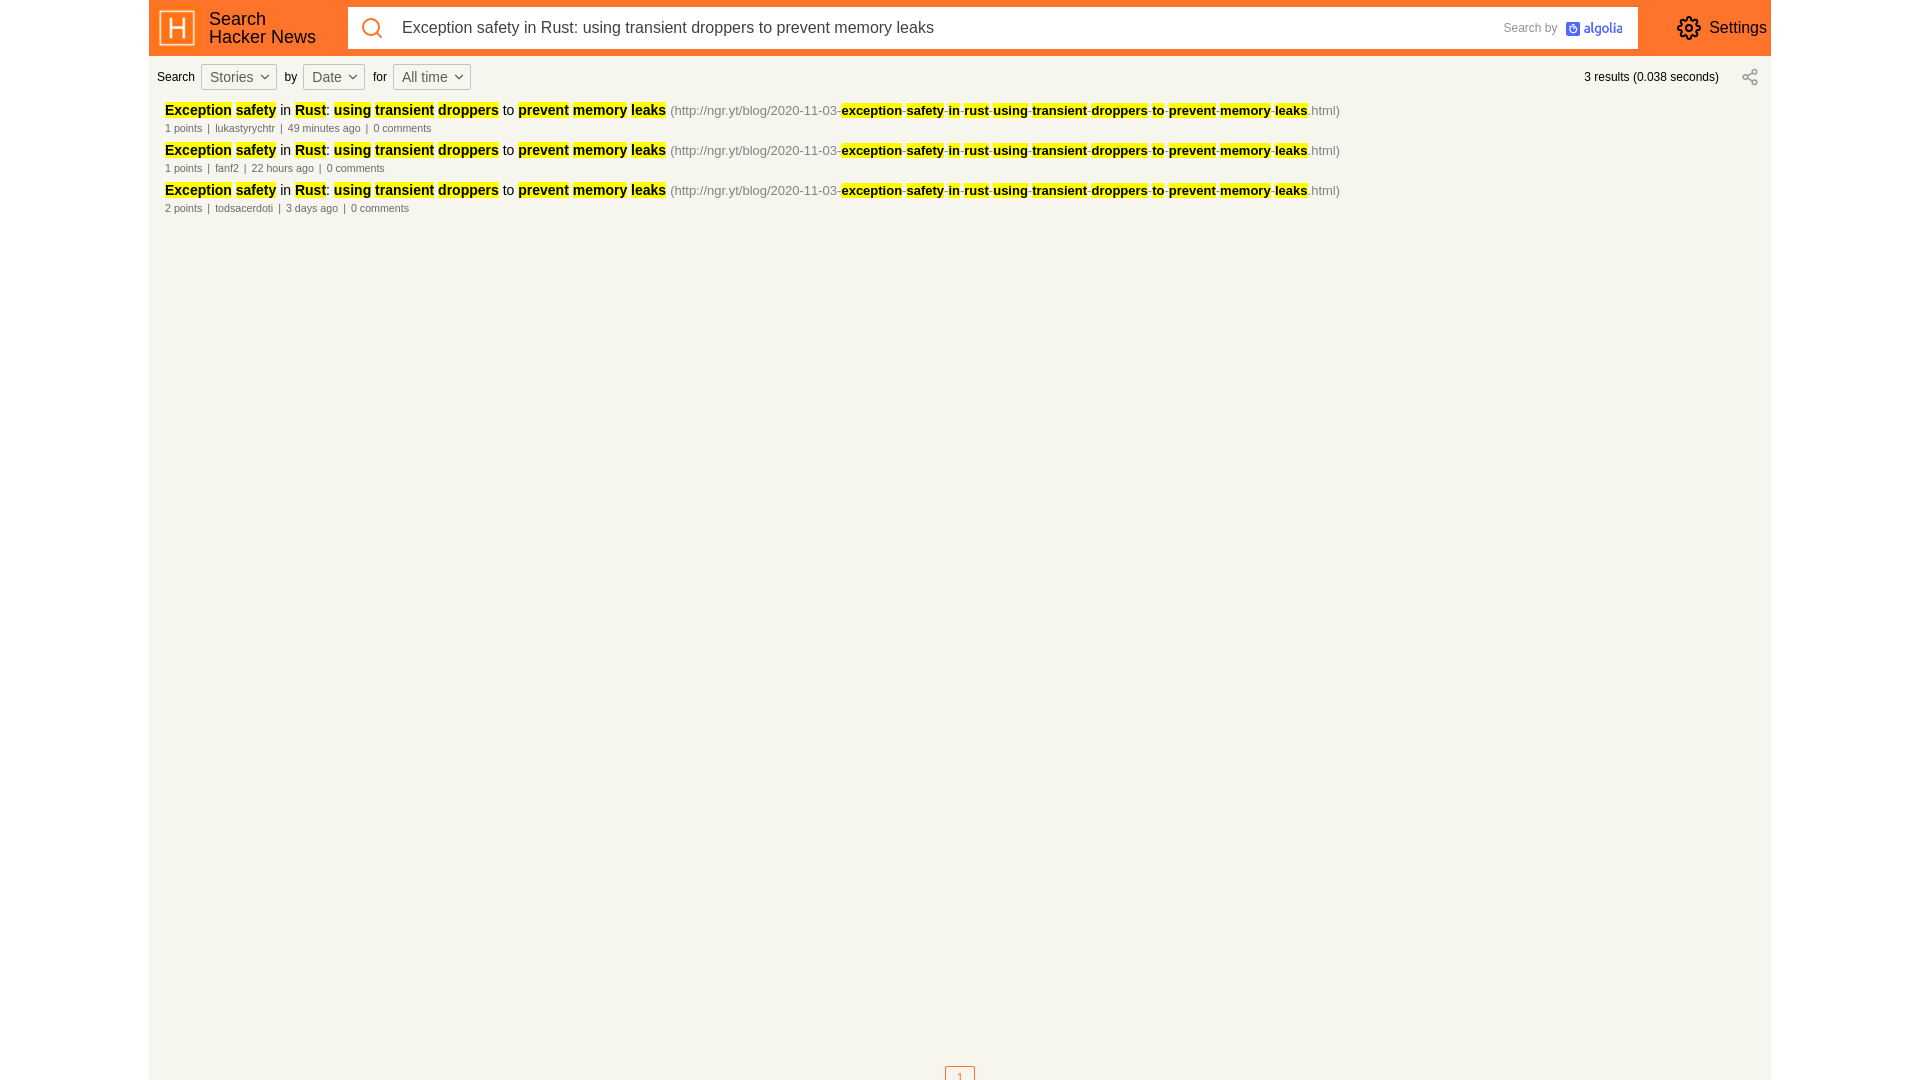 H Search
Hacker News
Exception safety in Rust: using transient droppers to prevent memory leaks
Search by algolia
Settings
Search Stories by Date for All time
3 results (0.038 seconds)
Exception safety in Rust: using transient droppers to prevent memory leaks (http://ngr.yt/blog/2020-11-03-exception-safety-in-rust-using-transient-droppers-to-prevent-memory-leaks.html)
1 points | lukastyrychtr | 49 minutes ago | 0 comments
Exception safety in Rust: using transient droppers to prevent memory leaks (http://ngr.yt/blog/2020-11-03-exception-safety-in-rust-using-transient-droppers-to-prevent-memory-leaks.html)
1 points | fanf2 | 22 hours ago | 0 comments
Exception safety in Rust: using transient droppers to prevent memory leaks (http://ngr.yt/blog/2020-11-03-exception-safety-in-rust-using-transient-droppers-to-prevent-memory-leaks.html)
2 points | todsacerdoti | 3 days ago | 0 comments
1